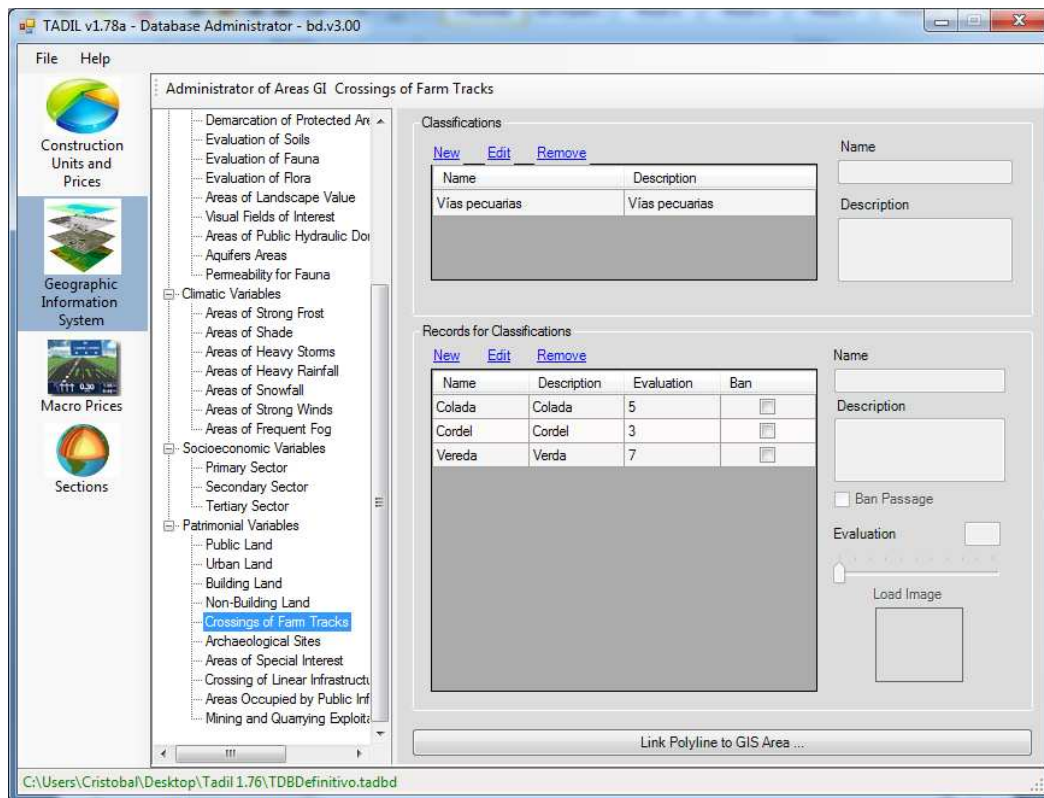 TADIL v1.78a - Database Administrator - bd.v3.00
File Help
Construction
Units and
Prices
Geographic
Information
System
Macro Prices
Sections
Administrator of Areas GI Crossings of Farm Tracks
Demarcation of Protected Are
Evaluation of Soils
Evaluation of Fauna
Evaluation of Flora
Areas of Landscape Value
Visual Fields of Interest
Areas of Public Hydraulic Do
Aquifers Areas
Permeability for Fauna
Climatic Variables
Areas of Strong Frost
Areas of Shade
Areas of Heavy Storms
Areas of Heavy Rainfall
Areas of Snowfall
Areas of Strong Winds
Areas of Frequent Fog
Socioeconomic Variables
Primary Sector
Secondary Sector
Tertiary Sector
Patrimonial Variables
Public Land
Urban Land
Building Land
Non-Building Land
Crossings of Farm Tracks
Archaeological Sites
Areas of Special Interest
Crossing of Linear Infrastructu
Areas Occupied by Public Inf
Mining and Quarrying Exploita
Classifications
New Edit Remove
Name Description
Vías pecuarias Vías pecuarias
Name
Description
Records for Classifications
New Edit Remove
Name Description Evaluation Ban
Colada Colada 5
Cordel Cordel 3
Vereda Verda 7
Name
Description
Ban Passage
Evaluation
Load Image
Link Polyline to GIS Area ...
C:\Users\Cristobal\Desktop\Tadil 1.76\TDBDefinitivo.tadbd